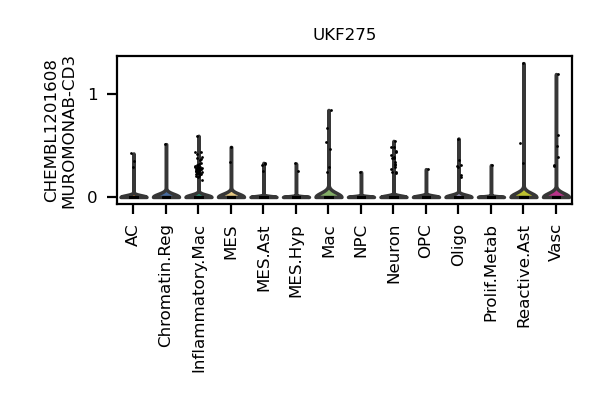 UKF275
CHEMBL1201608
MUROMONAB-CD3
1
0
AC
Chromatin.Reg
Inflammatory.Mac
MES
MES.Ast
MES.Hyp
Mac
NPC
Neuron
OPC
Oligo
Prolif.Metab
Reactive.Ast
Vasc